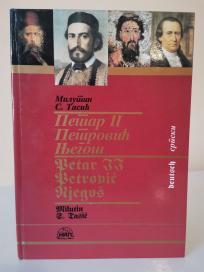 Милутин
С. Тасић
Петар II
Петровић
Његош
Petar II
Petrović
Njegoš
Milutin
S. Tasić
deutsch
српски